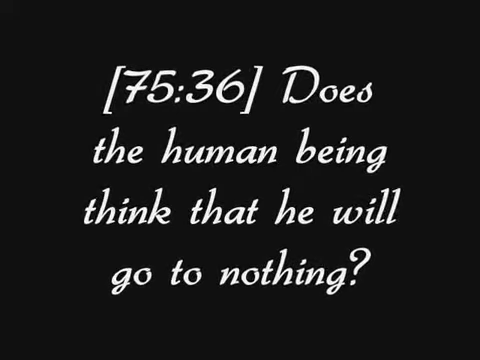 [75:36] Does
the human being
think that he will
go to nothing?